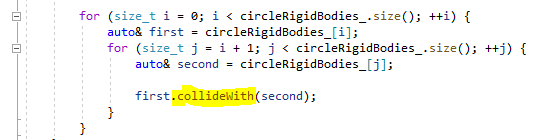 for (size_t i = 0; i < circleRigidBodies_.size(); ++i) {
auto& first = circleRigidBodies_[i];
for (size_t j = i + 1; j < circleRigidBodies_.size(); ++j) {
auto& second = circleRigidBodies_[j];
first.collideWith(second);
}
}